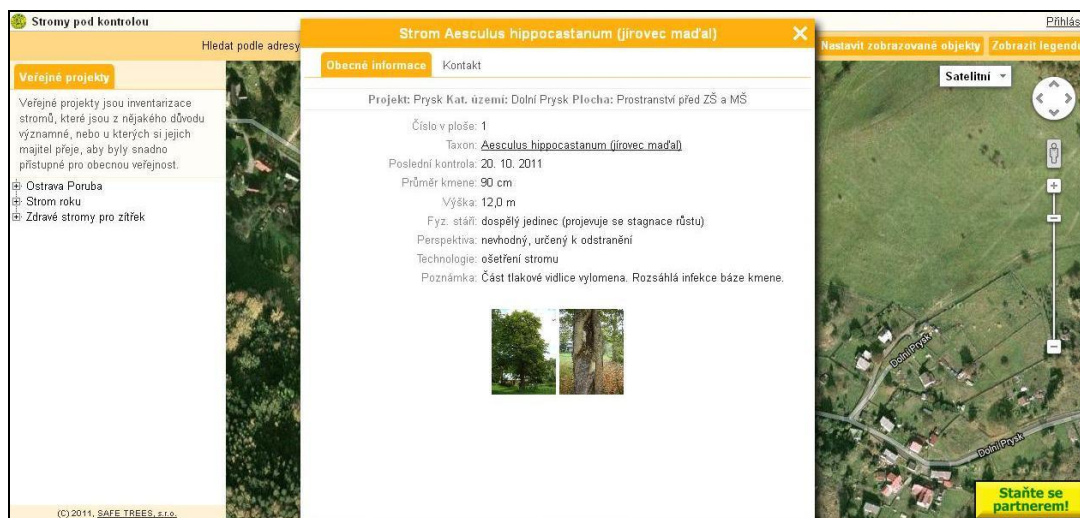 Stromy pod kontrolou
Přihlás
Hledat podle adresy
Nastavit zobrazované objekty
Zobrazit legendu
Veřejné projekty
Veřejné projekty jsou inventarizace
stromů, které jsou z nějakého důvodu
významné, nebo u kterých si jejich
majitel přeje, aby byly snadno
přístupné pro obecnou veřejnost.
Ostrava Poruba
Strom roku
Zdravé stromy pro zítřek
(C) 2011, SAFE TREES, s.r.o.
Strom Aesculus hippocastanum (jírovec maďal)
Obecné informace
Kontakt
Projekt: Prysk Kat. území: Dolní Prysk Plocha: Prostranství před ZŠ a MŠ
Číslo v ploše: 1
Taxon: Aesculus hippocastanum (jírovec maďal)
Poslední kontrola: 20. 10. 2011
Průměr kmene: 90 cm
Výška: 12,0 m
Fyz. stáří: dospělý jedinec (projevuje se stagnace růstu)
Perspektiva: nevhodný, určený k odstranění
Technologie: ošetření stromu
Poznámka: Část tlakové vidlice vylomena. Rozsáhlá infekce báze kmene.
Satelitní
Dolní Prysk
Dolní Prysk
Staňte se
partnerem!